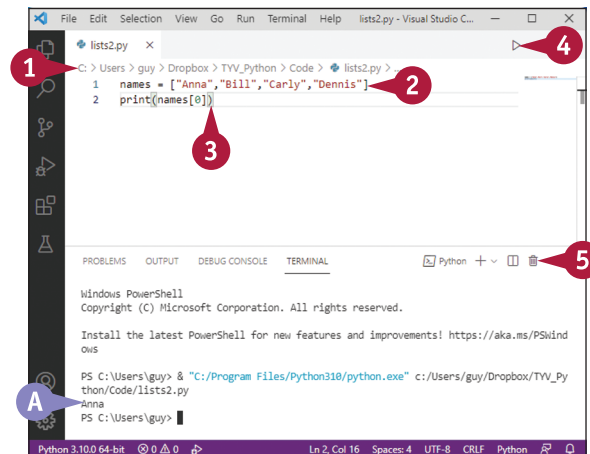 File Edit Selection View Go Run Terminal Help lists2.py - Visual Studio C...
lists2.py
4
1
C: > Users > guy > Dropbox > TYV_Python > Code > lists2.py > ...
1 names = ["Anna","Bill","Carly","Dennis"]
2
2 print(names[0])
3
PROBLEMS OUTPUT DEBUG CONSOLE TERMINAL Python
5
Windows PowerShell
Copyright (C) Microsoft Corporation. All rights reserved.
Install the latest PowerShell for new features and improvements! https://aka.ms/PSWind
ows
PS C:\Users\guy> & "C:/Program Files/Python310/python.exe" c:/Users/guy/Dropbox/TYV_Py
thon/Code/lists2.py
A
Anna
PS C:\Users\guy>
Python 3.10.0 64-bit 0 0 Ln 2, Col 16 Spaces: 4 UTF-8 CRLF Python